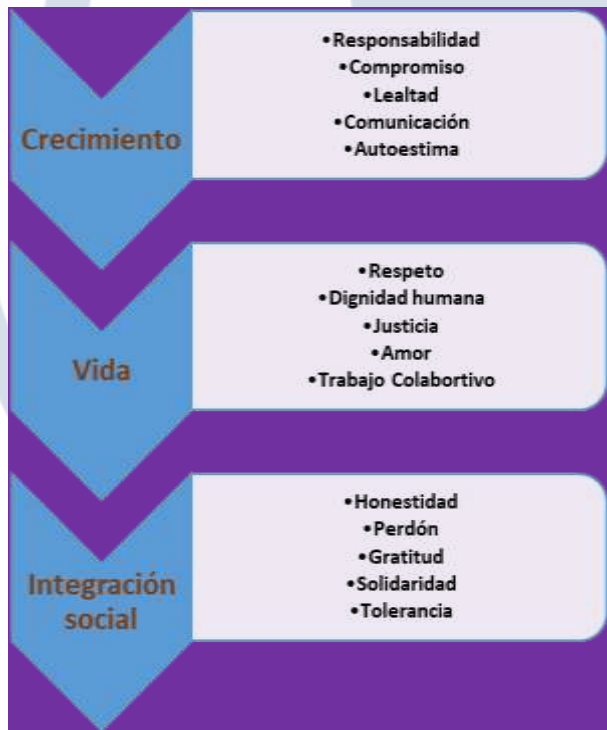 Crecimiento
•Responsabilidad
•Compromiso
•Lealtad
•Comunicación
•Autoestima
Vida
•Respeto
•Dignidad humana
•Justicia
•Amor
•Trabajo Colabortivo
Integración
social
•Honestidad
•Perdón
•Gratitud
•Solidaridad
•Tolerancia